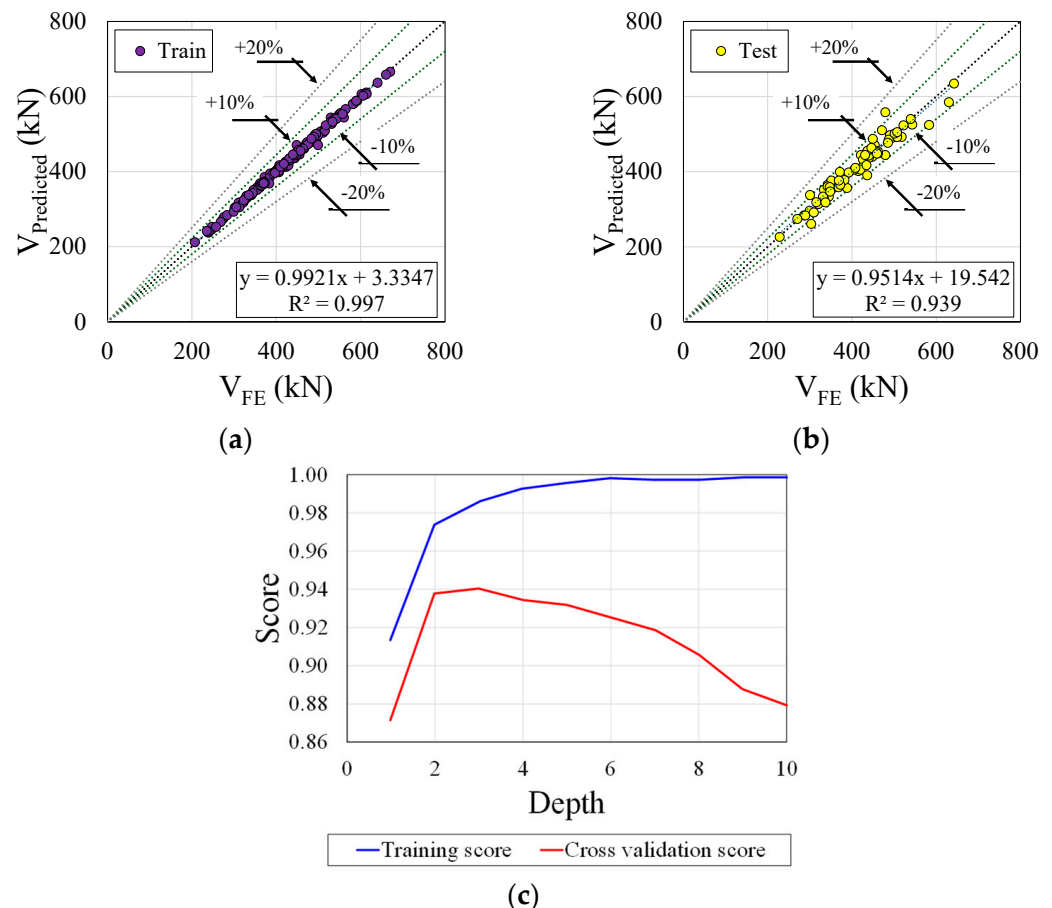 800
600
400
200
0
0 200 400 600 800
V_Predicted (kN)
V_FE (kN)
Train
+20%
+10%
-10%
-20%
y = 0.9921x + 3.3347
R² = 0.997
(a)
800
600
400
200
0
0 200 400 600 800
V_Predicted (kN)
V_FE (kN)
Test
+20%
+10%
-10%
-20%
y = 0.9514x + 19.542
R² = 0.939
(b)
1.00
0.98
0.96
0.94
0.92
0.90
0.88
0.86
0 2 4 6 8 10
Score
Depth
Training score Cross validation score
(c)